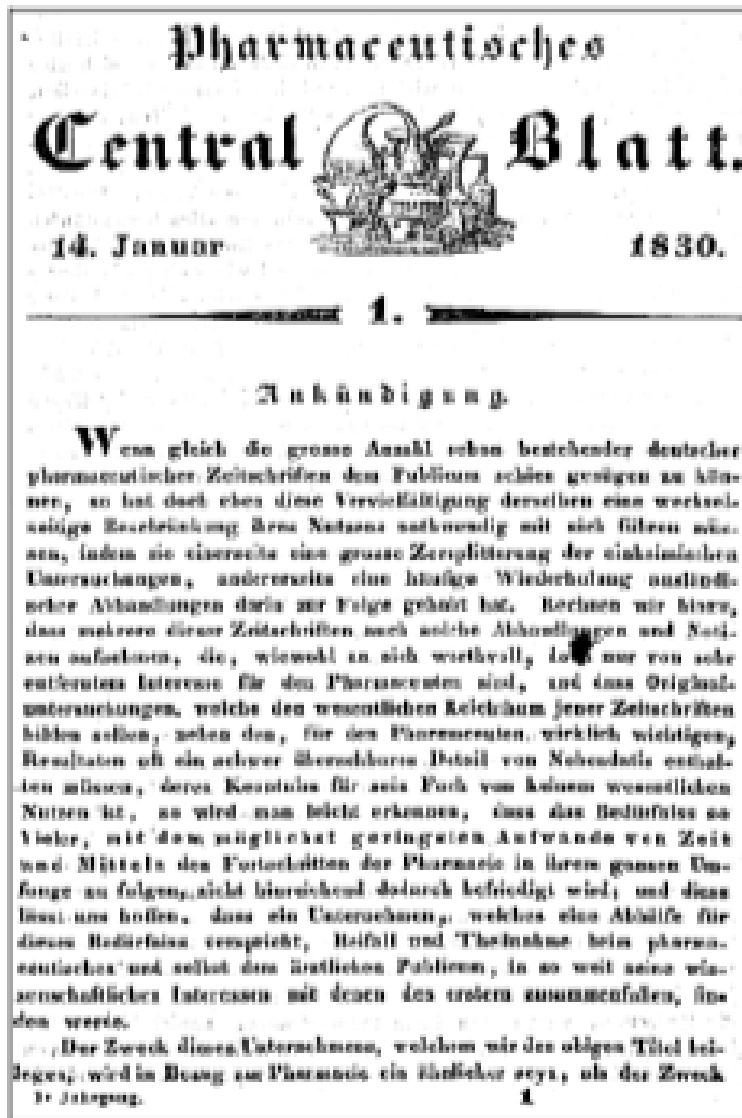 Pharmaceutisches
Central Blatt.
14. Januar 1830.
1.
Ankündigung.
Wenn gleich die grosse Anzahl schon bestehender deutscher
pharmaceutischer Zeitschriften dem Publicum schien genügen zu kön-
nen, so hat doch eben diese Vervielfältigung derselben eine wechsel-
seitige Beschränkung ihres Nutzens nothwendig mit sich führen müs-
sen, indem sie einerseits eine grosse Zersplitterung der einheimischen
Untersuchungen, andererseits eine häufige Wiederholung ausländi-
scher Abhandlungen darin zur Folge gehabt hat. Rechnen wir hinzu,
dass mehrere dieser Zeitschriften noch solche Abhandlungen und Noti-
zen aufnehmen, die, wiewohl an sich werthvoll, nur von sehr
entferntem Interesse für den Pharmaceuten sind, und dass Original-
untersuchungen, welche den wesentlichen Reichthum jener Zeitschriften
bilden sollen, neben den, für den Pharmaceuten wirklich wichtigen,
Resultaten oft ein schwer übersehbares Detail von Nebendatis enthal-
ten müssen, deren Kenntniss für sein Fach von keinem wesentlichen
Nutzen ist, so wird man leicht erkennen, dass das Bedürfniss so
Vieler, mit dem möglichst geringsten Aufwande von Zeit
und Mitteln den Fortschritten der Pharmacie in ihrem ganzen Um-
fange zu folgen, nicht hinreichend dadurch befriedigt wird; und diess
lässt uns hoffen, dass ein Unternehmen, welches eine Abhülfe für
dieses Bedürfniss verspricht, Beifall und Theilnahme beim pharma-
ceutischen und selbst dem ärztlichen Publicum, in so weit seine wis-
senschaftlichen Interessen mit denen des erstern zusammenfallen, fin-
den werde.
Der Zweck dieses Unternehmens, welchem wir den obigen Titel bei-
legen, wird in Bezug zur Pharmacie ein ähnlicher seyn, als der Zweck
1r Jahrgang. 1